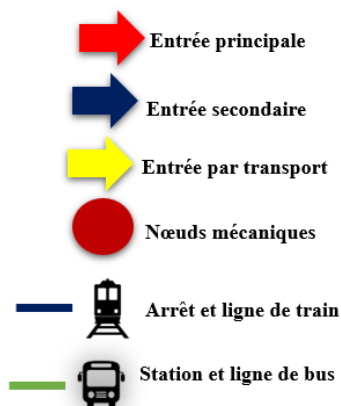 Entrée principale
Entrée secondaire
Entrée par transport
Nœuds mécaniques
Arrêt et ligne de train
Station et ligne de bus